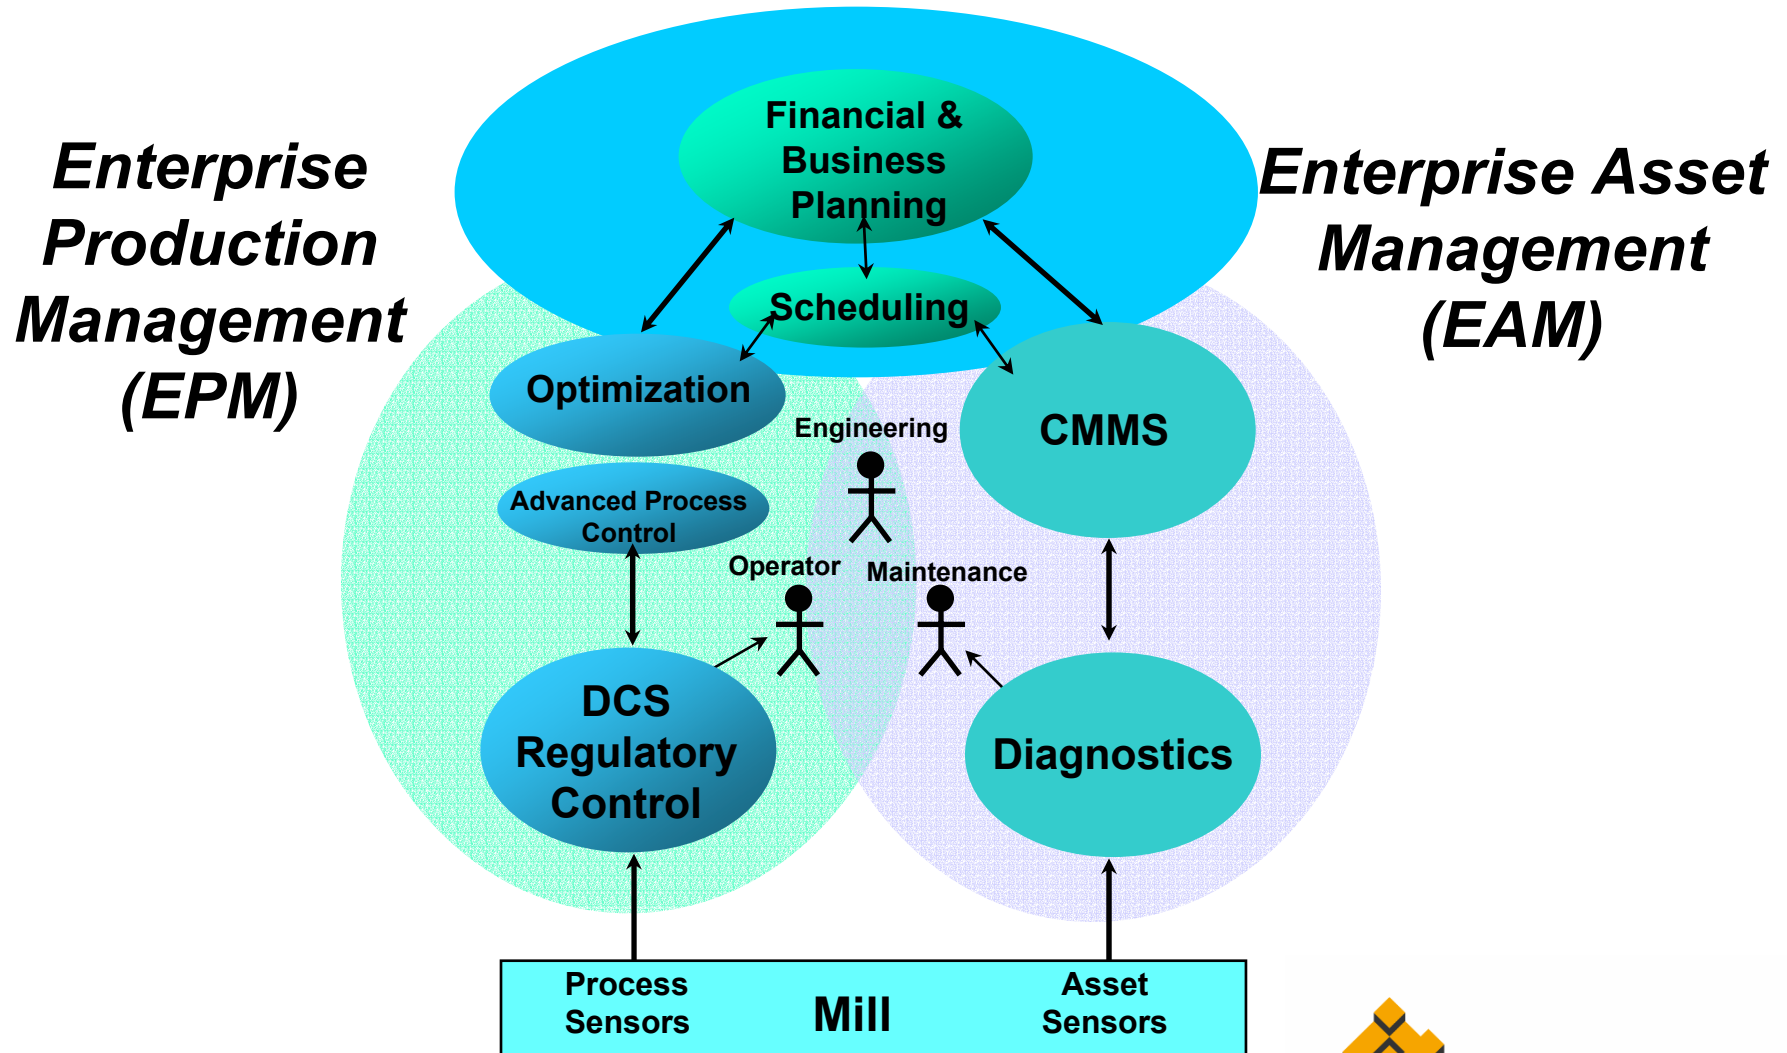 Enterprise
Production
Management
(EPM)
Financial &
Business
Planning
Scheduling
Enterprise Asset
Management
(EAM)
Optimization
Advanced Process
Control
DCS
Regulatory
Control
Engineering
Operator
Maintenance
CMMS
Diagnostics
Process
Sensors
Mill
Asset
Sensors